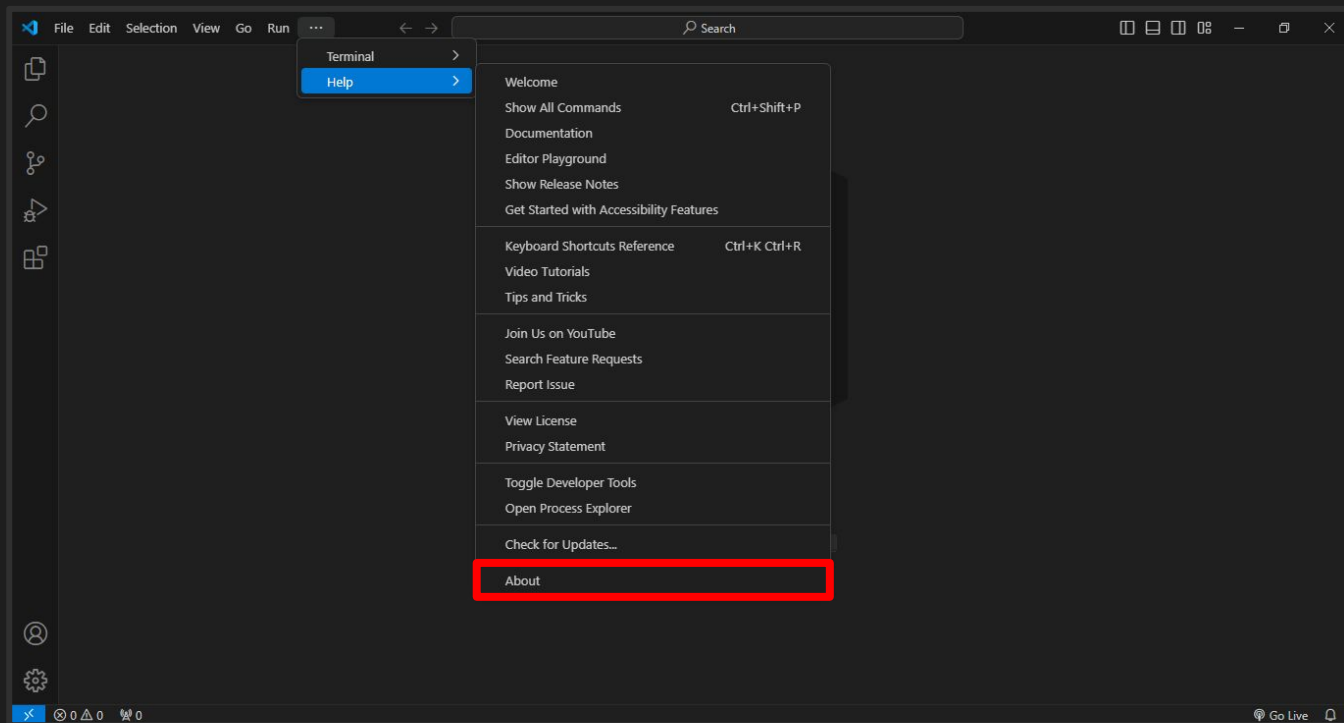 File Edit Selection View Go Run ··· Search
Terminal
Help
Welcome
Show All Commands Ctrl+Shift+P
Documentation
Editor Playground
Show Release Notes
Get Started with Accessibility Features
Keyboard Shortcuts Reference Ctrl+K Ctrl+R
Video Tutorials
Tips and Tricks
Join Us on YouTube
Search Feature Requests
Report Issue
View License
Privacy Statement
Toggle Developer Tools
Open Process Explorer
Check for Updates...
About
0 0 0 Go Live